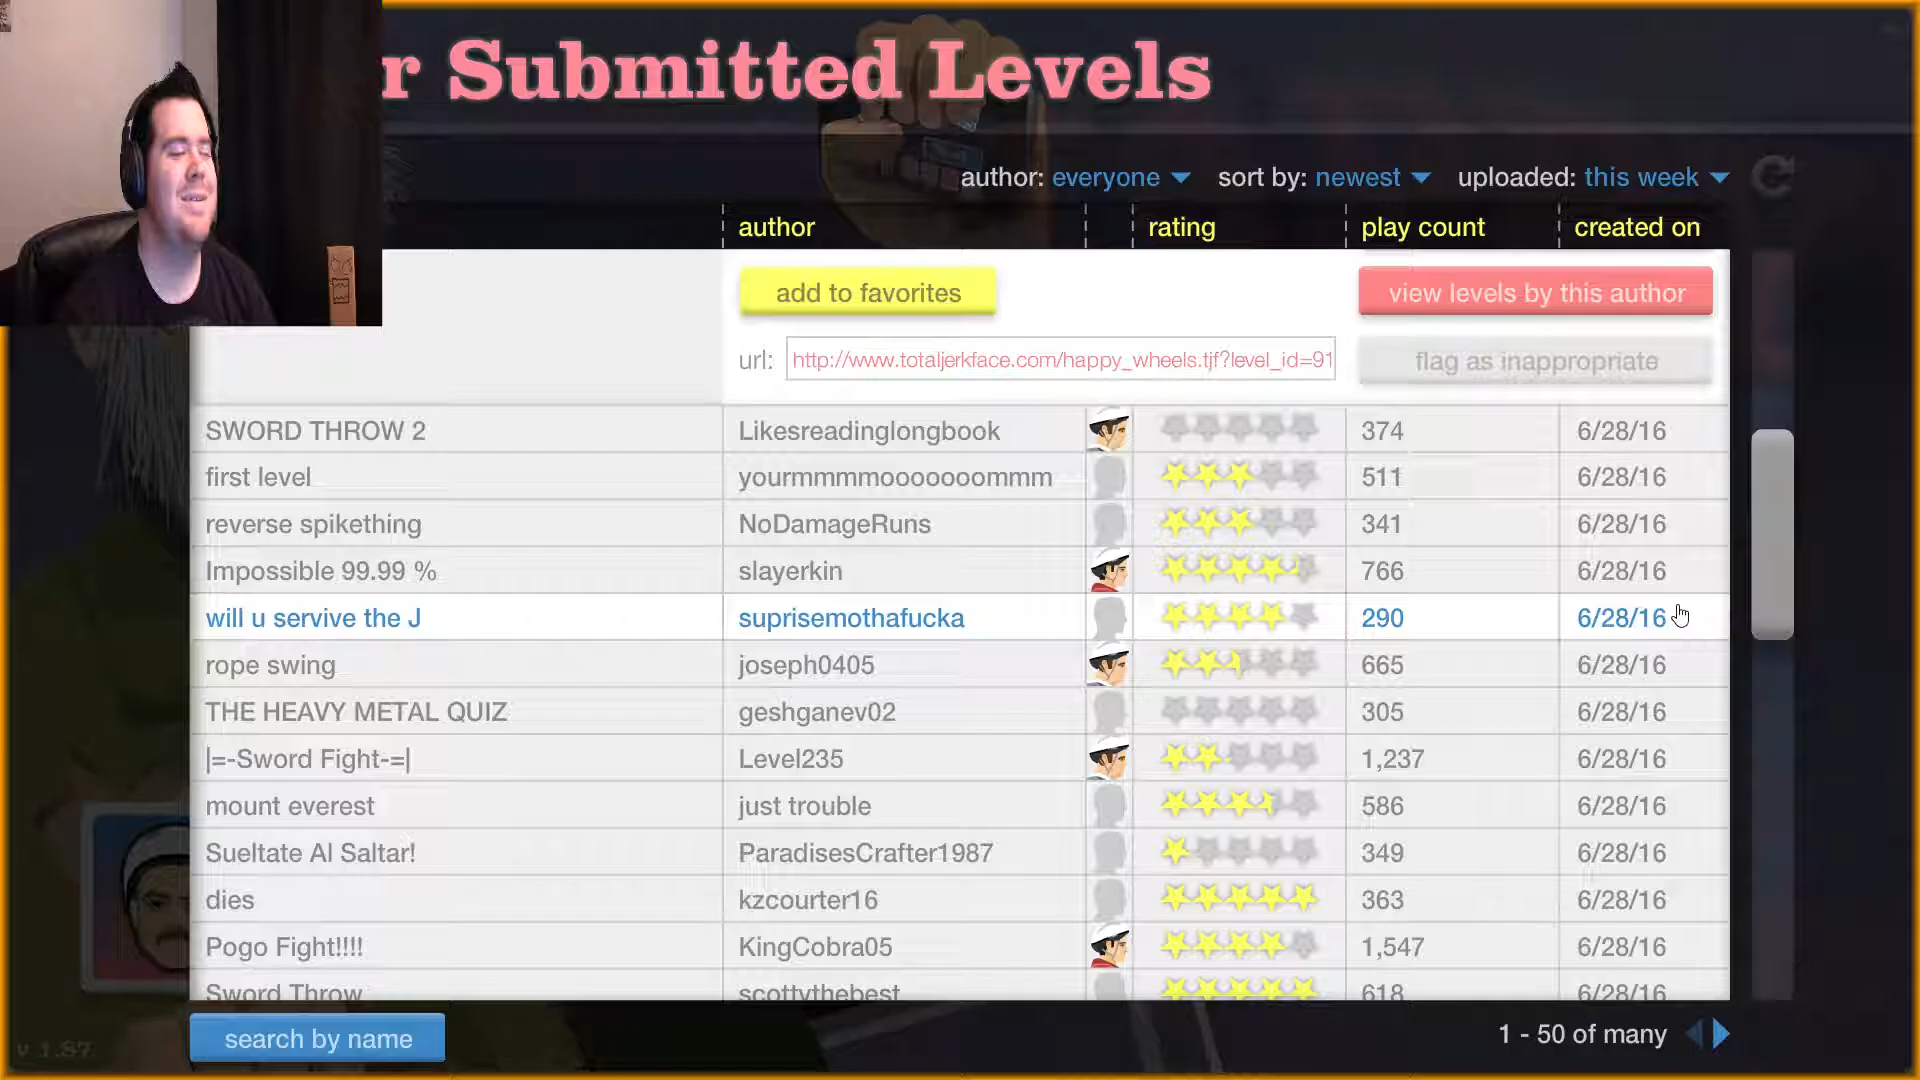 r Submitted Levels
author: everyone sort by: newest uploaded: this week
author rating play count created on
add to favorites view levels by this author
url: http://www.totaljerkface.com/happy_wheels.tjf?level_id=91 flag as inappropriate
SWORD THROW 2 Likesreadinglongbook 374 6/28/16
first level yourmmmmooooooommm 511 6/28/16
reverse spikething NoDamageRuns 341 6/28/16
Impossible 99.99 % slayerkin 766 6/28/16
will u servive the J suprisemothafucka 290 6/28/16
rope swing joseph0405 665 6/28/16
THE HEAVY METAL QUIZ geshganev02 305 6/28/16
|=-Sword Fight-=| Level235 1,237 6/28/16
mount everest just trouble 586 6/28/16
Sueltate Al Saltar! ParadisesCrafter1987 349 6/28/16
dies kzcourter16 363 6/28/16
Pogo Fight!!!! KingCobra05 1,547 6/28/16
Sword Throw scottythebest 618 6/28/16
search by name 1 - 50 of many
v 1.87